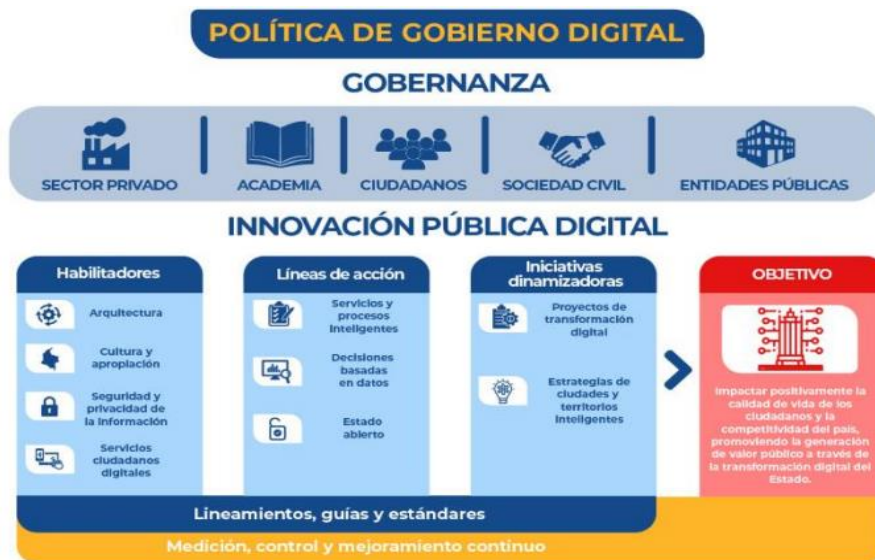 POLÍTICA DE GOBIERNO DIGITAL
GOBERNANZA
SECTOR PRIVADO
ACADEMIA
CIUDADANOS
SOCIEDAD CIVIL
ENTIDADES PÚBLICAS
INNOVACIÓN PÚBLICA DIGITAL
Habilitadores
Arquitectura
Cultura y
apropiación
Seguridad y
privacidad de
la información
Servicios
ciudadanos
digitales
Líneas de acción
Servicios y
procesos
inteligentes
Decisiones
basadas
en datos
Estado
abierto
Iniciativas
dinamizadoras
Proyectos de
transformación
digital
Estrategias de
ciudades y
territorios
inteligentes
OBJETIVO
Impactar positivamente la
calidad de vida de los
ciudadanos y la
competitividad del país,
promoviendo la generación
de valor público a través de
la transformación digital del
Estado.
Lineamientos, guías y estándares
Medición, control y mejoramiento contínuo